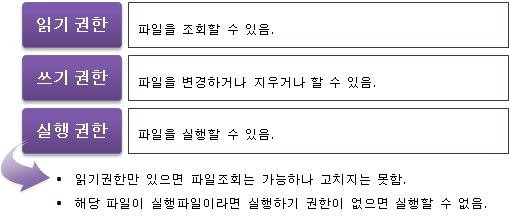 읽기 권한
파일을 조회할 수 있음.
쓰기 권한
파일을 변경하거나 지우거나 할 수 있음.
실행 권한
파일을 실행할 수 있음.
▪ 읽기권한만 있으면 파일조회는 가능하나 고치지는 못함.
▪ 해당 파일이 실행파일이라면 실행하기 권한이 없으면 실행할 수 없음.